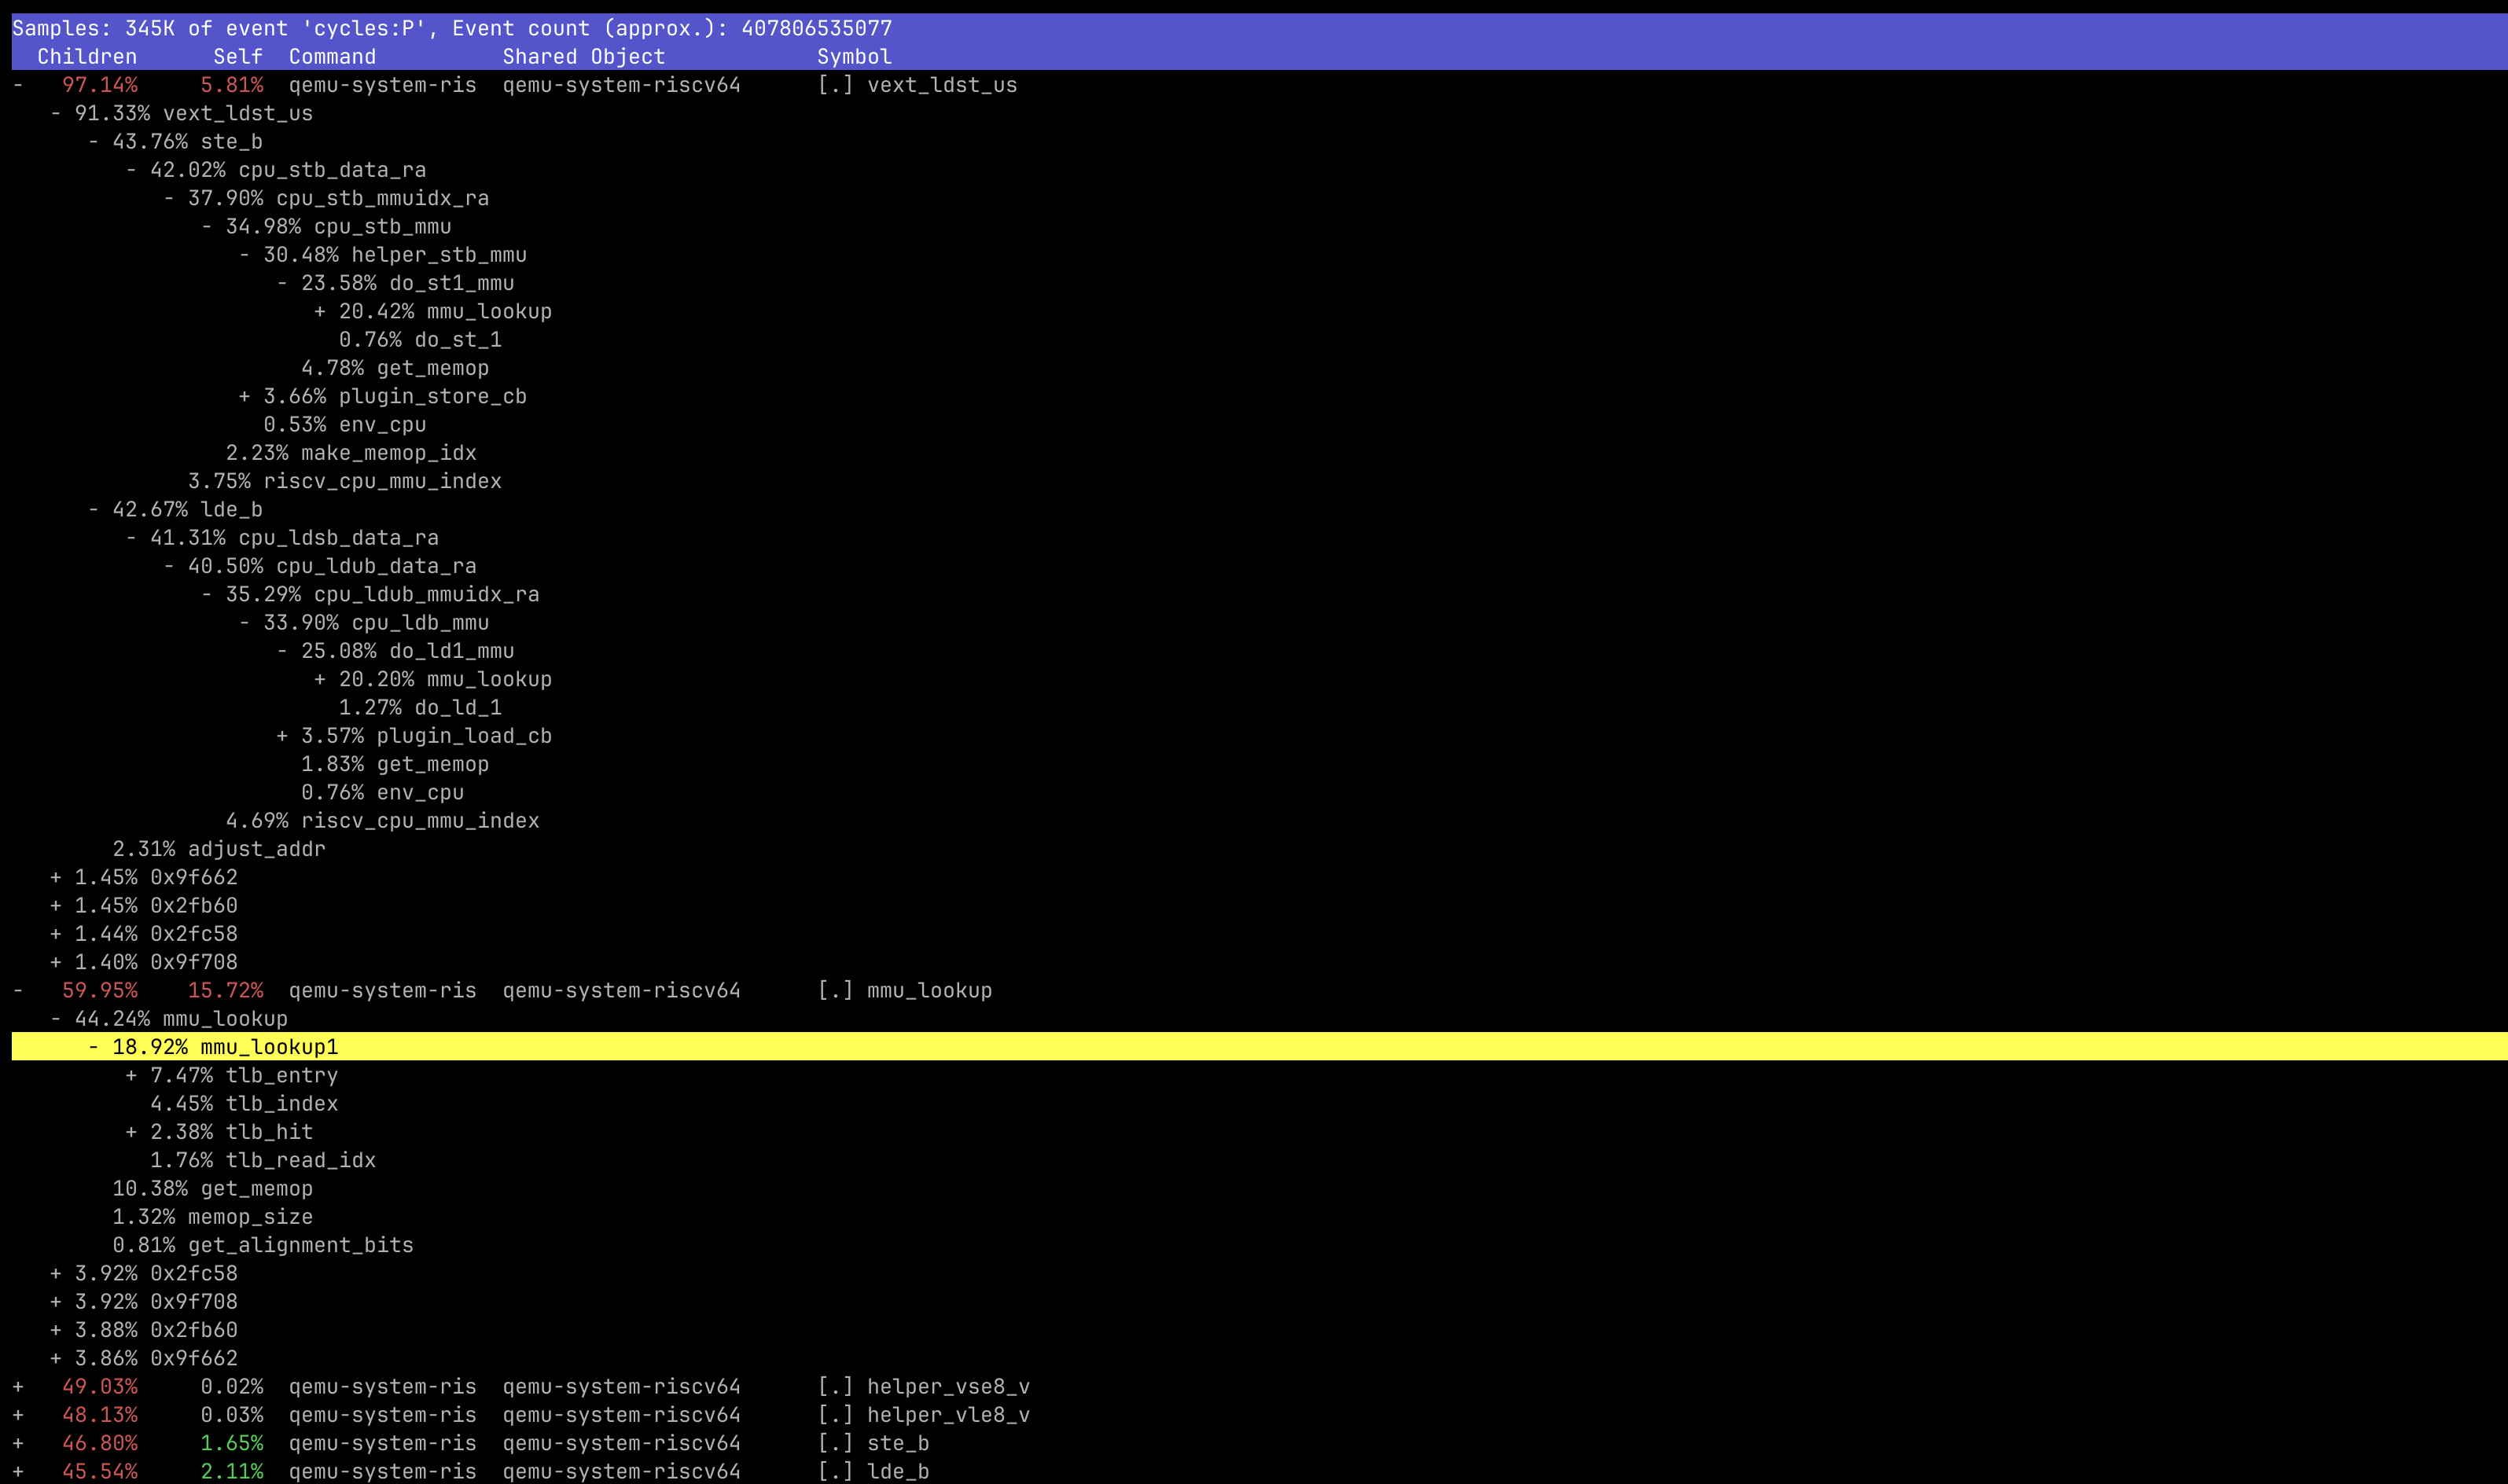 Samples: 345K of event 'cycles:P', Event count (approx.): 407806535077
  Children      Self  Command          Shared Object            Symbol
-   97.14%     5.81%  qemu-system-ris  qemu-system-riscv64      [.] vext_ldst_us
   - 91.33% vext_ldst_us
      - 43.76% ste_b
         - 42.02% cpu_stb_data_ra
            - 37.90% cpu_stb_mmuidx_ra
               - 34.98% cpu_stb_mmu
                  - 30.48% helper_stb_mmu
                     - 23.58% do_st1_mmu
                        + 20.42% mmu_lookup
                          0.76% do_st_1
                       4.78% get_memop
                  + 3.66% plugin_store_cb
                    0.53% env_cpu
                 2.23% make_memop_idx
              3.75% riscv_cpu_mmu_index
      - 42.67% lde_b
         - 41.31% cpu_ldsb_data_ra
            - 40.50% cpu_ldub_data_ra
               - 35.29% cpu_ldub_mmuidx_ra
                  - 33.90% cpu_ldb_mmu
                     - 25.08% do_ld1_mmu
                        + 20.20% mmu_lookup
                          1.27% do_ld_1
                     + 3.57% plugin_load_cb
                       1.83% get_memop
                       0.76% env_cpu
                 4.69% riscv_cpu_mmu_index
        2.31% adjust_addr
   + 1.45% 0x9f662
   + 1.45% 0x2fb60
   + 1.44% 0x2fc58
   + 1.40% 0x9f708
-   59.95%    15.72%  qemu-system-ris  qemu-system-riscv64      [.] mmu_lookup
   - 44.24% mmu_lookup
      - 18.92% mmu_lookup1
         + 7.47% tlb_entry
           4.45% tlb_index
         + 2.38% tlb_hit
           1.76% tlb_read_idx
        10.38% get_memop
        1.32% memop_size
        0.81% get_alignment_bits
   + 3.92% 0x2fc58
   + 3.92% 0x9f708
   + 3.88% 0x2fb60
   + 3.86% 0x9f662
+   49.03%     0.02%  qemu-system-ris  qemu-system-riscv64      [.] helper_vse8_v
+   48.13%     0.03%  qemu-system-ris  qemu-system-riscv64      [.] helper_vle8_v
+   46.80%     1.65%  qemu-system-ris  qemu-system-riscv64      [.] ste_b
+   45.54%     2.11%  qemu-system-ris  qemu-system-riscv64      [.] lde_b